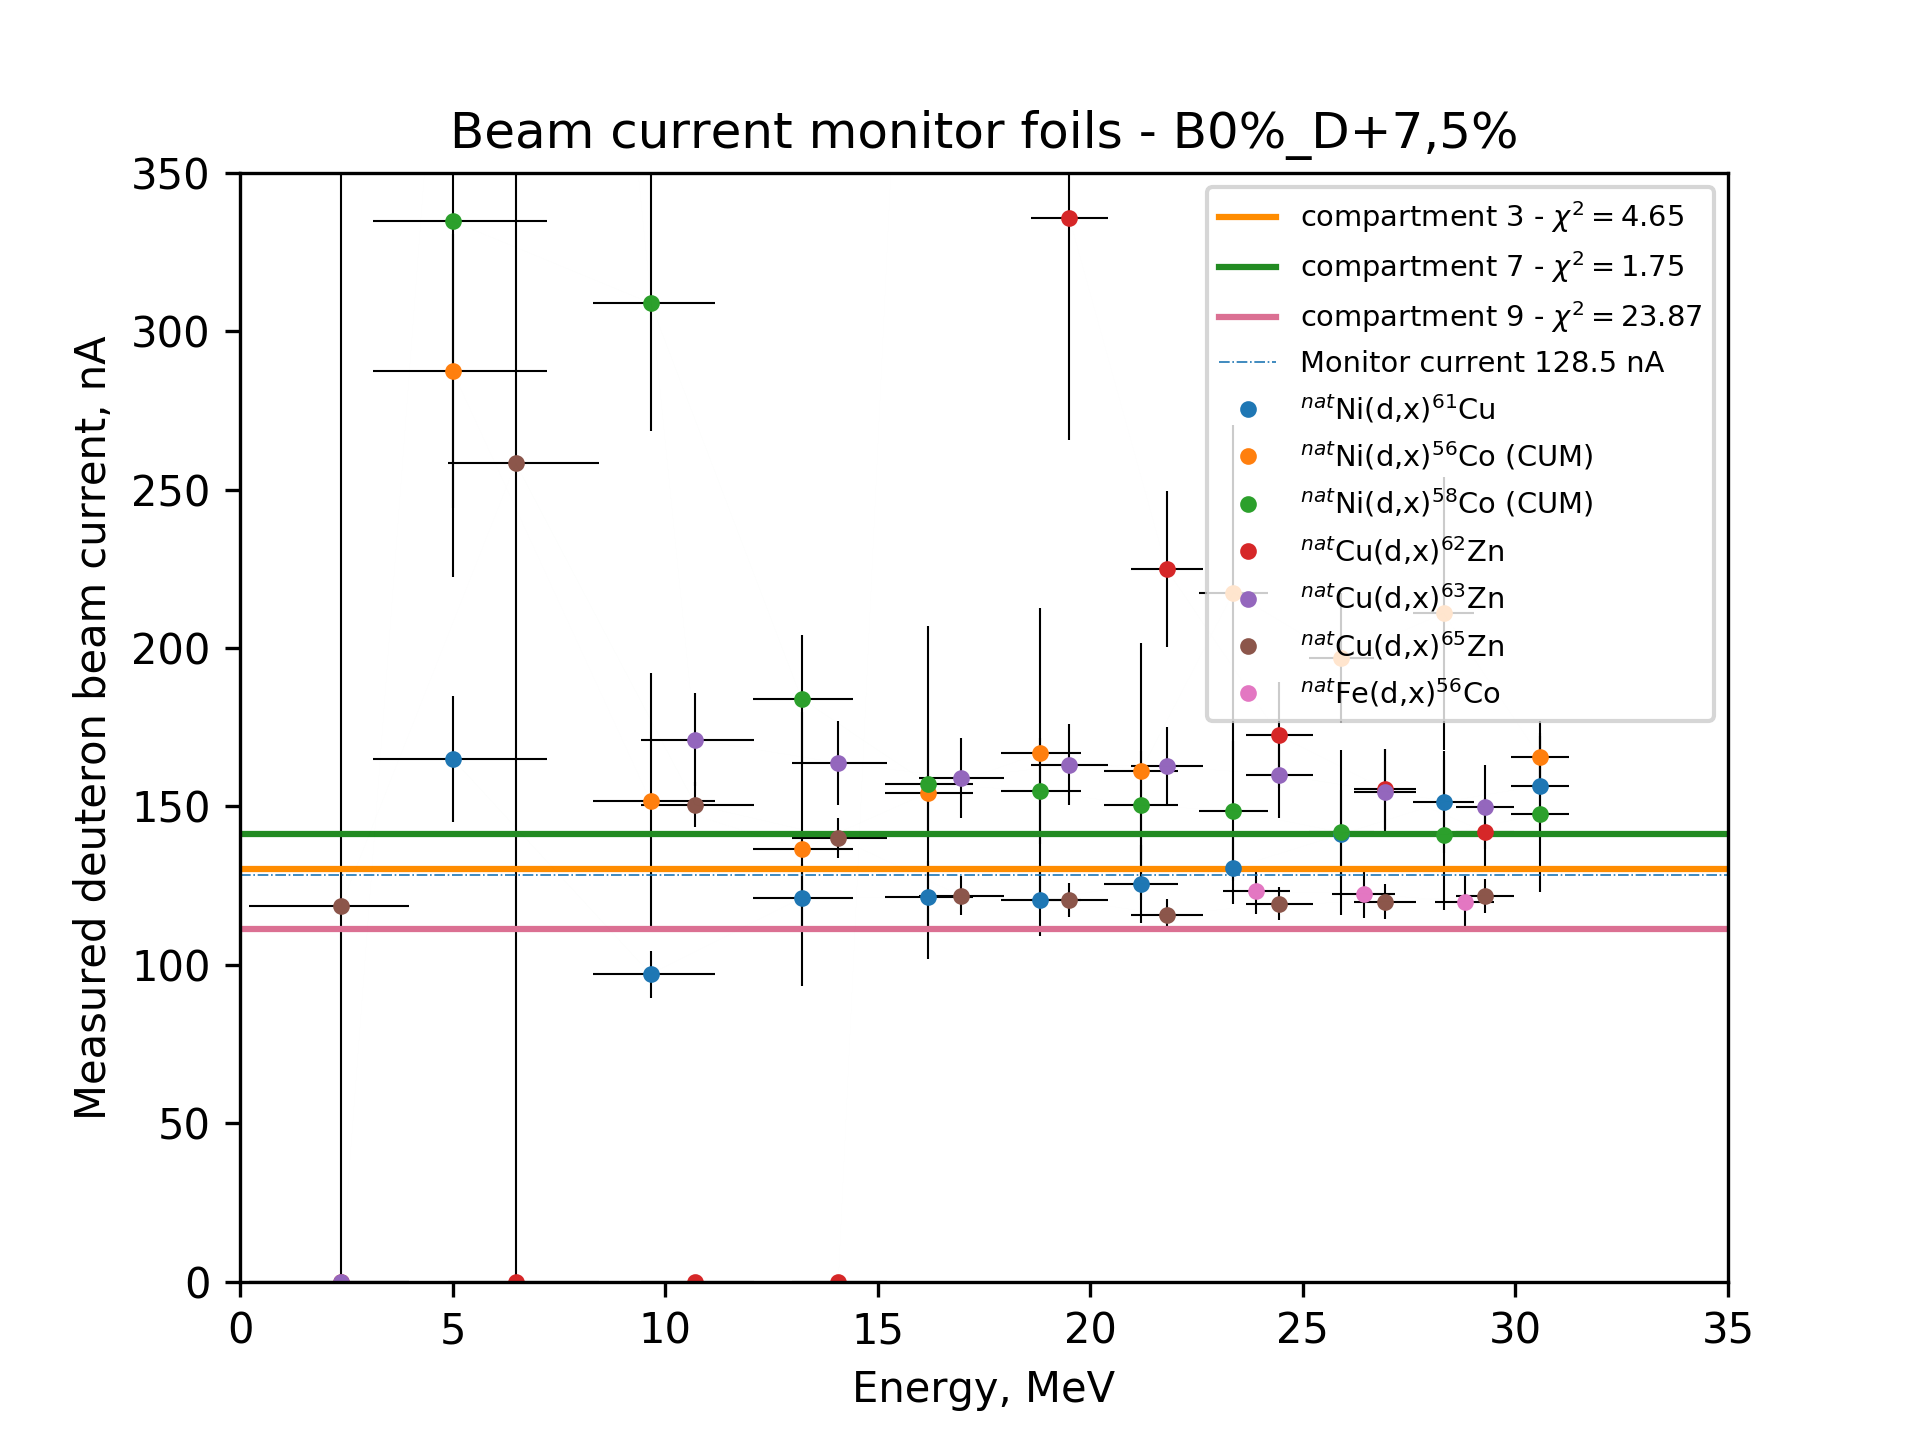 Beam current monitor foils - B0%_D+7,5%
350
300
250
200
150
100
50
0
Measured deuteron beam current, nA
compartment 3 - χ² = 4.65
compartment 7 - χ² = 1.75
compartment 9 - χ² = 23.87
Monitor current 128.5 nA
ⁿᵃᵗNi(d,x)⁶¹Cu
ⁿᵃᵗNi(d,x)⁵⁶Co (CUM)
ⁿᵃᵗNi(d,x)⁵⁸Co (CUM)
ⁿᵃᵗCu(d,x)⁶²Zn
ⁿᵃᵗCu(d,x)⁶³Zn
ⁿᵃᵗCu(d,x)⁶⁵Zn
ⁿᵃᵗFe(d,x)⁵⁶Co
0 5 10 15 20 25 30 35
Energy, MeV